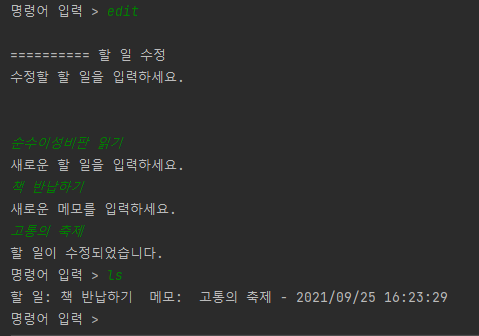 명령어 입력 > edit
========== 할 일 수정
수정할 할 일을 입력하세요.
순수이성비판 읽기
새로운 할 일을 입력하세요.
책 반납하기
새로운 메모를 입력하세요.
고통의 축제
할 일이 수정되었습니다.
명령어 입력 > ls
할 일: 책 반납하기  메모:  고통의 축제 - 2021/09/25 16:23:29
명령어 입력 >